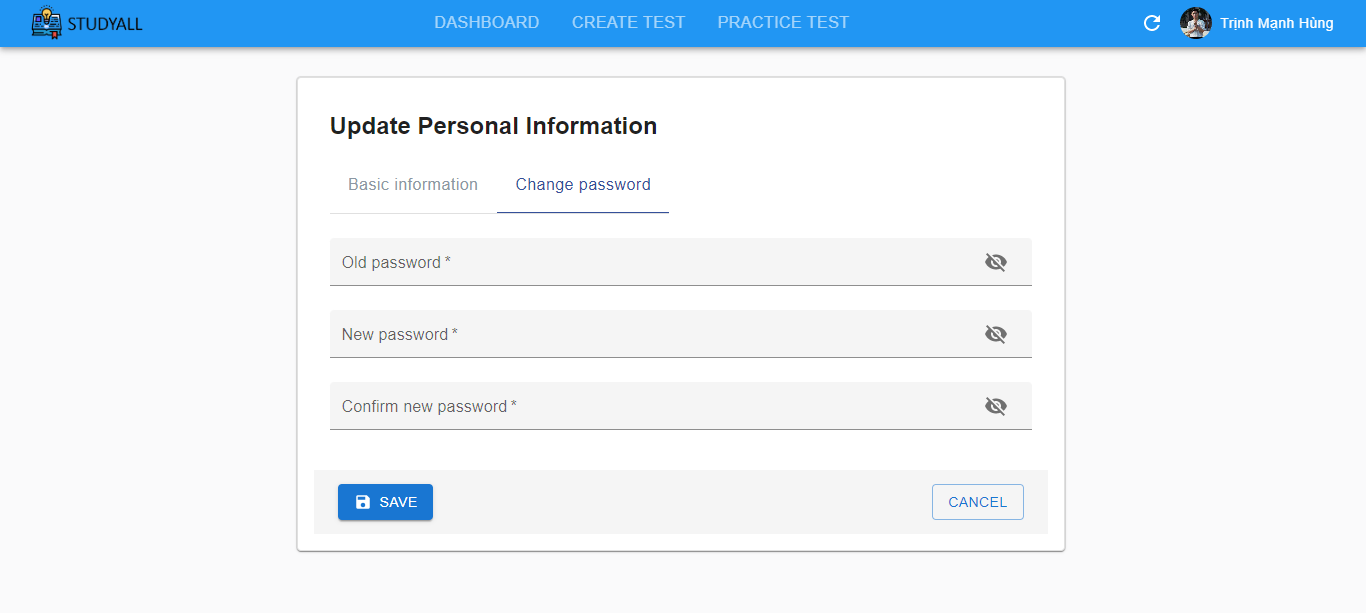 STUDYALL DASHBOARD CREATE TEST PRACTICE TEST Trịnh Mạnh Hùng
Update Personal Information
Basic information Change password
Old password *
New password *
Confirm new password *
SAVE CANCEL